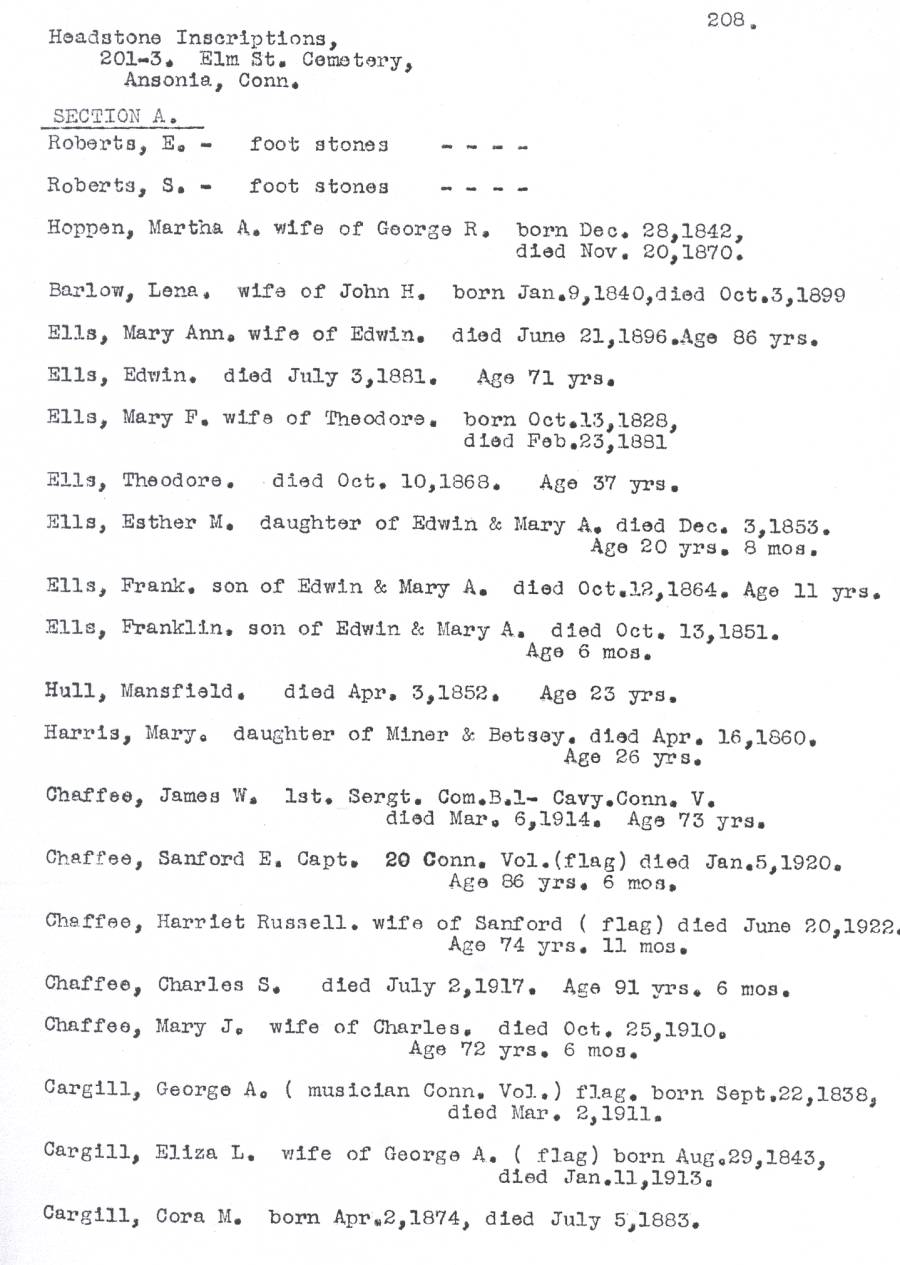 208.
Headstone Inscriptions,
201-3. Elm St. Cemetery,
Ansonia, Conn.
SECTION A.
Roberts, E. - foot stones - - - -
Roberts, S. - foot stones - - - -
Hoppen, Martha A. wife of George R. born Dec. 28,1842,
died Nov. 20,1870.
Barlow, Lena. wife of John H. born Jan.9,1840,died Oct.3,1899
Ells, Mary Ann. wife of Edwin. died June 21,1896.Age 86 yrs.
Ells, Edwin. died July 3,1881. Age 71 yrs.
Ells, Mary F. wife of Theodore. born Oct.13,1828,
died Feb.23,1881
Ells, Theodore. died Oct. 10,1868. Age 37 yrs.
Ells, Esther M. daughter of Edwin & Mary A. died Dec. 3,1853.
Age 20 yrs. 8 mos.
Ells, Frank. son of Edwin & Mary A. died Oct.12,1864. Age 11 yrs.
Ells, Franklin. son of Edwin & Mary A. died Oct. 13,1851.
Age 6 mos.
Hull, Mansfield. died Apr. 3,1852. Age 23 yrs.
Harris, Mary. daughter of Miner & Betsey. died Apr. 16,1860.
Age 26 yrs.
Chaffee, James W. 1st. Sergt. Com.B.1- Cavy.Conn. V.
died Mar. 6,1914. Age 73 yrs.
Chaffee, Sanford E. Capt. 20 Conn. Vol.(flag) died Jan.5,1920.
Age 86 yrs. 6 mos.
Chaffee, Harriet Russell. wife of Sanford ( flag) died June 20,1922.
Age 74 yrs. 11 mos.
Chaffee, Charles S. died July 2,1917. Age 91 yrs. 6 mos.
Chaffee, Mary J. wife of Charles. died Oct. 25,1910.
Age 72 yrs. 6 mos.
Cargill, George A. ( musician Conn. Vol.) flag. born Sept.22,1838,
died Mar. 2,1911.
Cargill, Eliza L. wife of George A. ( flag) born Aug.29,1843,
died Jan.11,1913.
Cargill, Cora M. born Apr.2,1874, died July 5,1883.